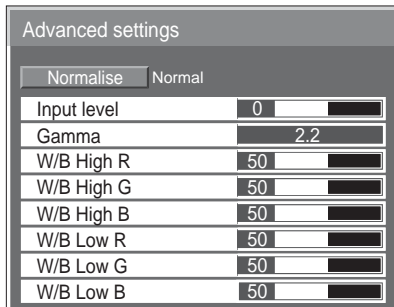 Advanced settings
Normalise Normal
Input level 0
Gamma 2.2
W/B High R 50
W/B High G 50
W/B High B 50
W/B Low R 50
W/B Low G 50
W/B Low B 50